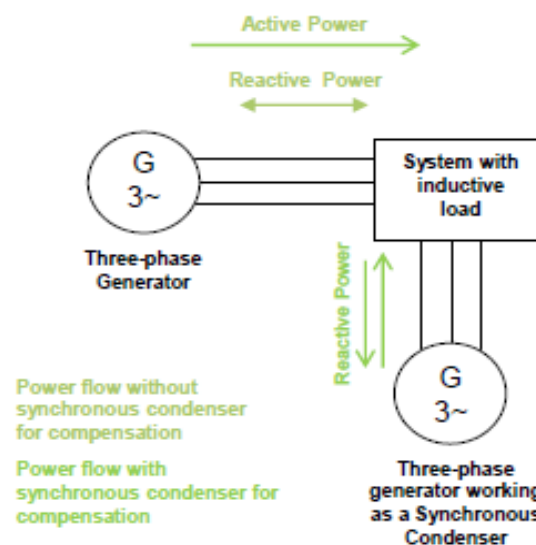 Active Power
Reactive Power
G
3~
System with
inductive
load
Three-phase
Generator
Reactive Power
G
3~
Power flow without
synchronous condenser
for compensation
Power flow with
synchronous condenser for
compensation
Three-phase
generator working
as a Synchronous
Condenser